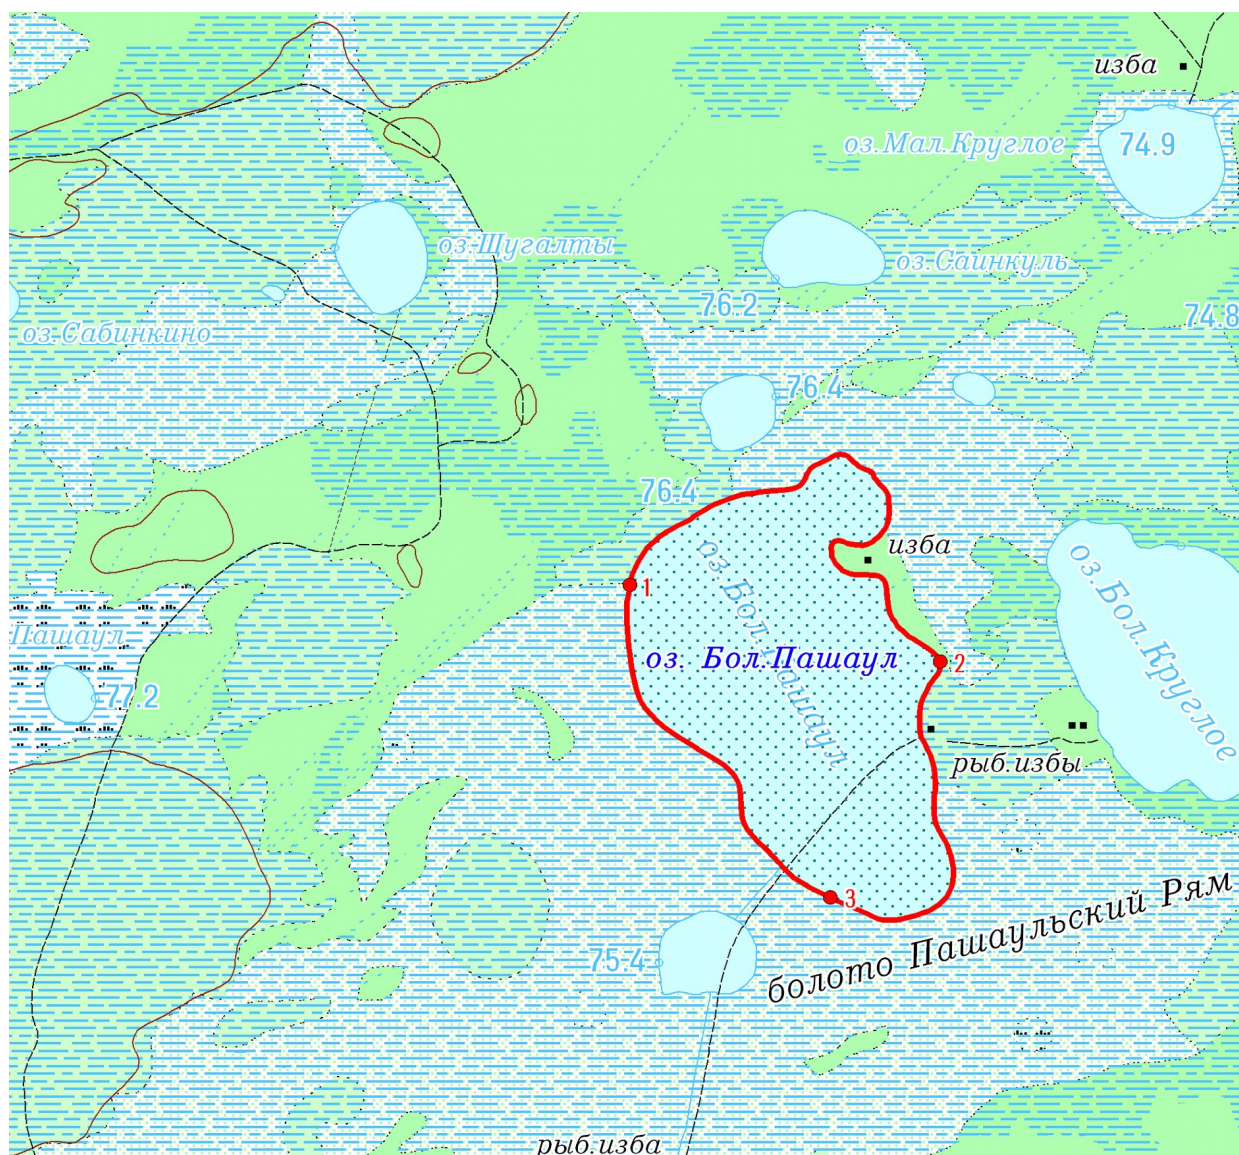 изба
оз.Мал.Круглое
74.9
оз.Шугалты
оз.Сайнкуль
76.2
74.8
оз.Сабинкино
76.4
76.4
изба
оз.Бол.Круглое
1
оз.Бол.Пашаул
Пашаул
оз. Бол.Пашаул
2
77.2
рыб.избы
3
болото Пашаульский Рям
75.4
рыб.изба